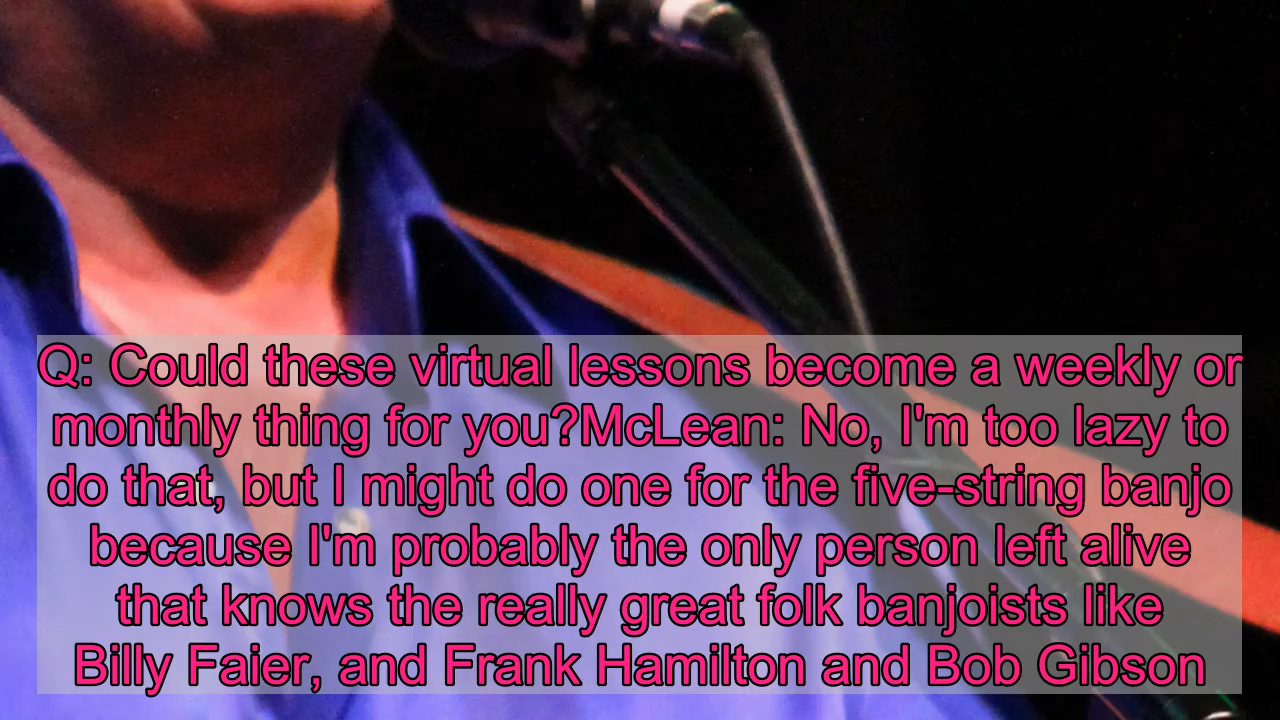 Q: Could these virtual lessons become a weekly or
monthly thing for you?McLean: No, I'm too lazy to
do that, but I might do one for the five-string banjo
because I'm probably the only person left alive
that knows the really great folk banjoists like
Billy Faier, and Frank Hamilton and Bob Gibson